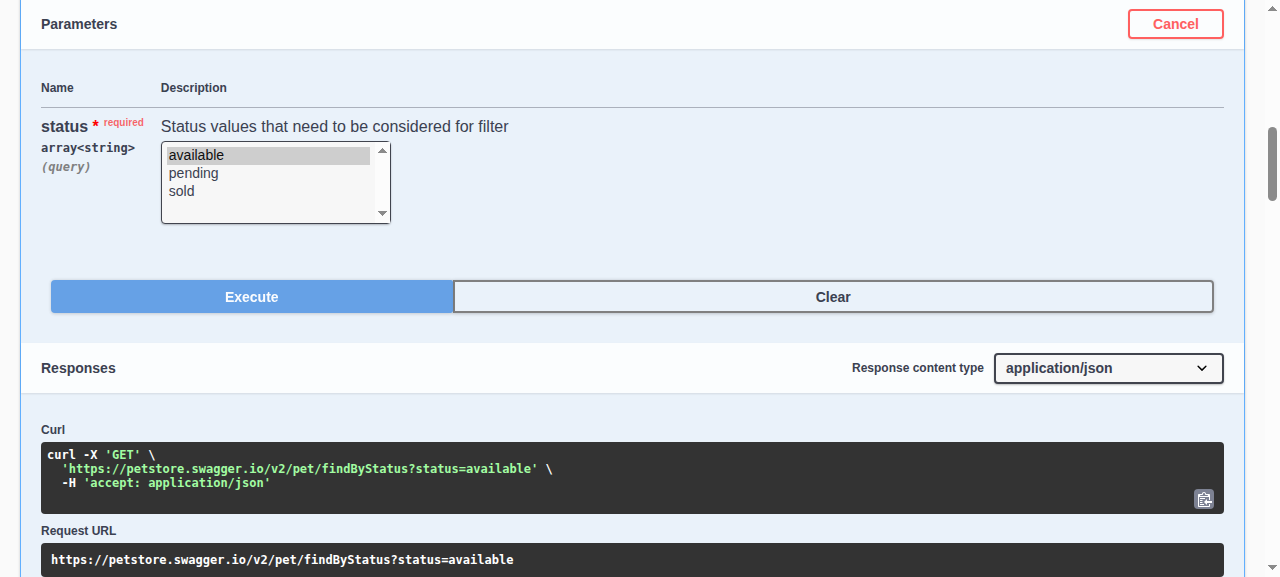 Parameters
Cancel
Name Description
status * required Status values that need to be considered for filter
array<string>
(query)
available
pending
sold
Execute
Clear
Responses
Response content type
application/json
Curl
curl -X 'GET' \
'https://petstore.swagger.io/v2/pet/findByStatus?status=available' \
-H 'accept: application/json'
Request URL
https://petstore.swagger.io/v2/pet/findByStatus?status=available